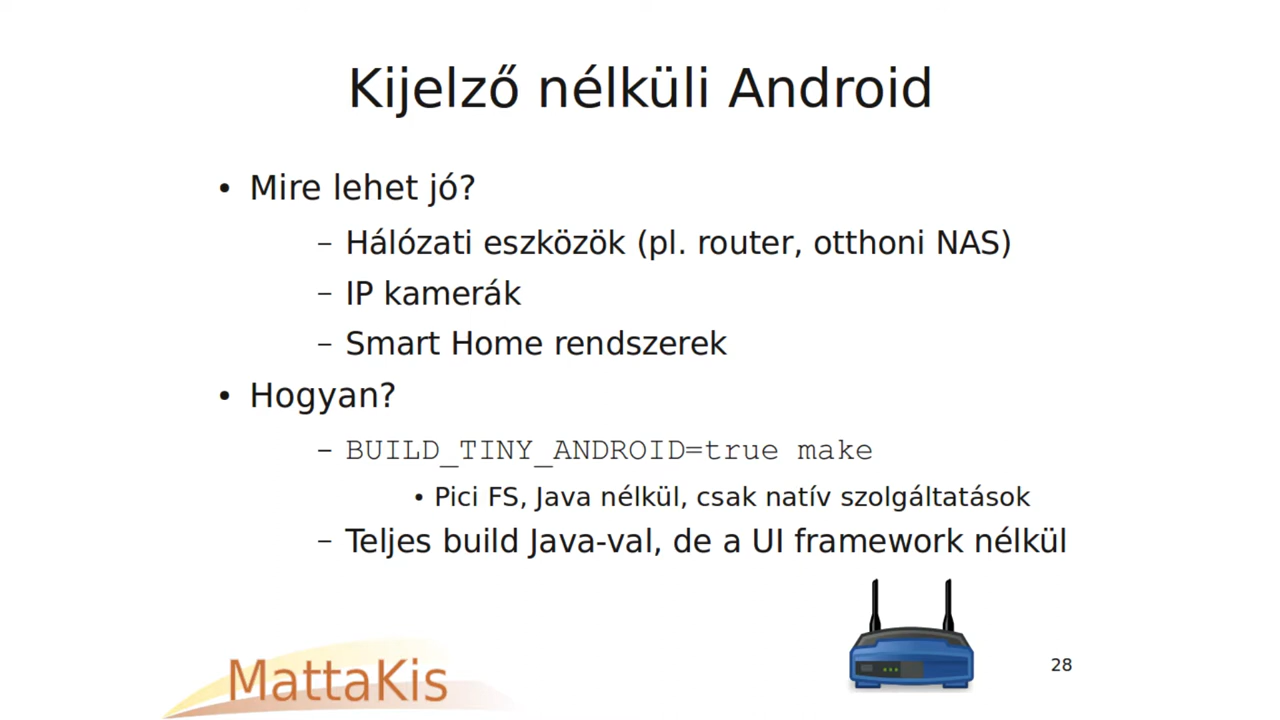 Kijelző nélküli Android
• Mire lehet jó?
– Hálózati eszközök (pl. router, otthoni NAS)
– IP kamerák
– Smart Home rendszerek
• Hogyan?
– BUILD_TINY_ANDROID=true make
• Pici FS, Java nélkül, csak natív szolgáltatások
– Teljes build Java-val, de a UI framework nélkül
MattaKis
28